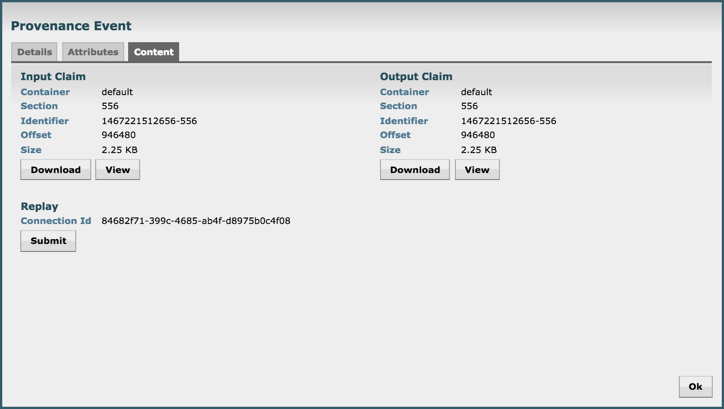 Provenance Event
Details Attributes Content
Input Claim
Container default
Section 556
Identifier 1467221512656-556
Offset 946480
Size 2.25 KB
Download View
Output Claim
Container default
Section 556
Identifier 1467221512656-556
Offset 946480
Size 2.25 KB
Download View
Replay
Connection Id 84682f71-399c-4685-ab4f-d8975b0c4f08
Submit
Ok